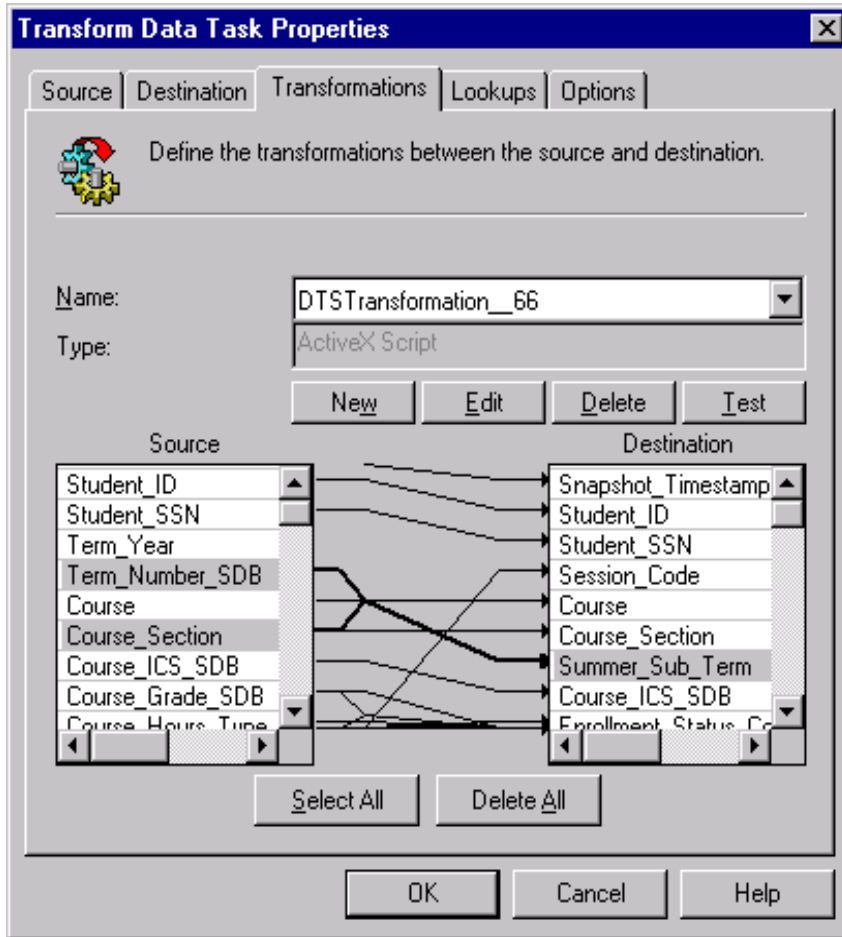 Transform Data Task Properties
Source Destination Transformations Lookups Options
Define the transformations between the source and destination.
Name: DTSTransformation__66
Type: ActiveX Script
New Edit Delete Test
Source Destination
Student_ID Snapshot_Timestamp
Student_SSN Student_ID
Term_Year Student_SSN
Term_Number_SDB Session_Code
Course Course
Course_Section Course_Section
Course_ICS_SDB Summer_Sub_Term
Course_Grade_SDB Course_ICS_SDB
Course_Hours_Type Enrollment_Status_Co
Select All Delete All
OK Cancel Help